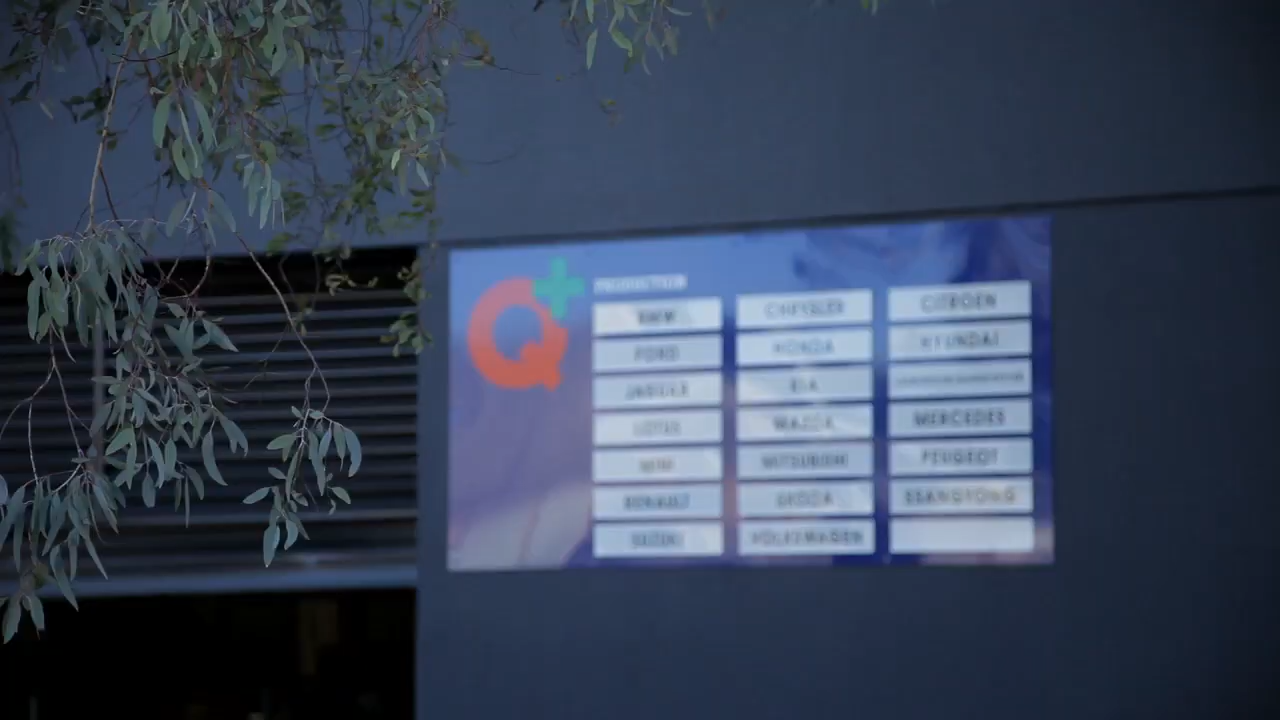 Q+
PRODUCTION
BMW CHRYSLER CITROEN
FORD HONDA HYUNDAI
JAGUAR KIA
LOTUS MAZDA MERCEDES
MINI MITSUBISHI PEUGEOT
RENAULT SKODA SSANGYONG
SUZUKI VOLKSWAGEN